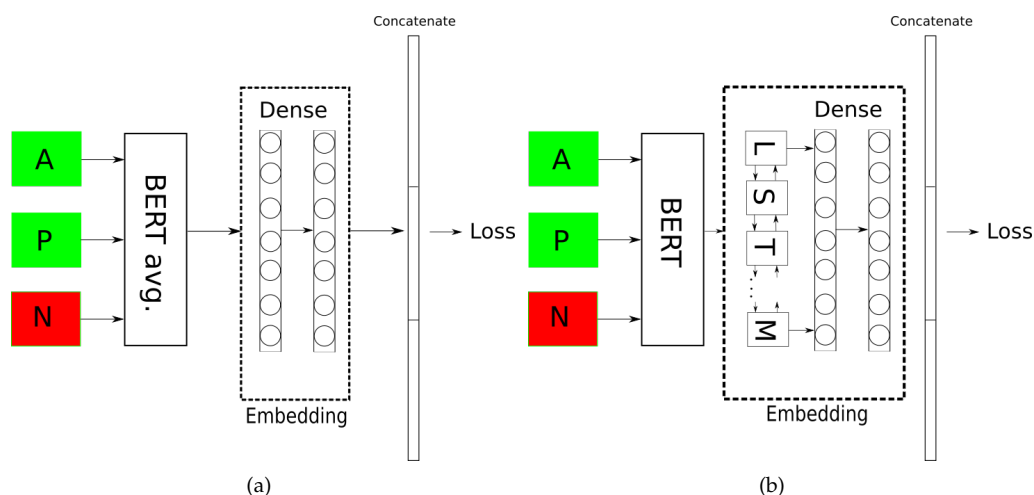 Concatenate
Dense
A
P
N
BERT avg.
Loss
Embedding
(a)
Concatenate
Dense
A
P
N
BERT
L
S
T
...
M
Loss
Embedding
(b)